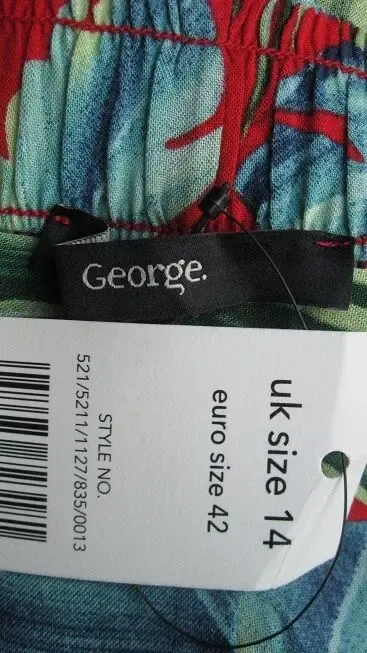 George.
uk size 14
euro size 42
STYLE NO.
521/5211/1127/835/0013